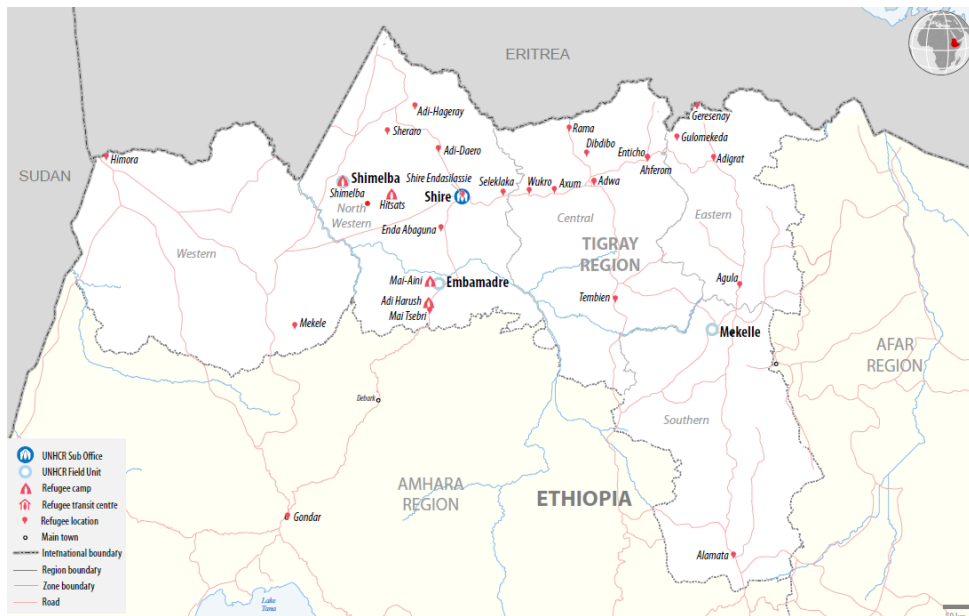 ERITREA
SUDAN
Adi-Hageray
Geresenay
Sheraro
Rama
Gulomekeda
Himora
Adi-Daero
Dibdibo
Enticho
Adigrat
Ahferom
Shimelba
Shimelba
Hitsats
Shire Endasilassie
Shire
Seleklaka
Wukro
Axum
Adwa
North
Western
Central
Eastern
Enda Abaguna
Western
TIGRAY
REGION
Mai-Aini
Embamadre
Agula
Adi Harush
Mai Tsebri
Tembien
Mekele
Mekelle
AFAR
REGION
Debark
Southern
AMHARA
REGION
ETHIOPIA
Gondar
Alamata
Lake
Tana
UNHCR Sub Office
UNHCR Field Unit
Refugee camp
Refugee transit centre
Refugee location
Main town
International boundary
Region boundary
Zone boundary
Road